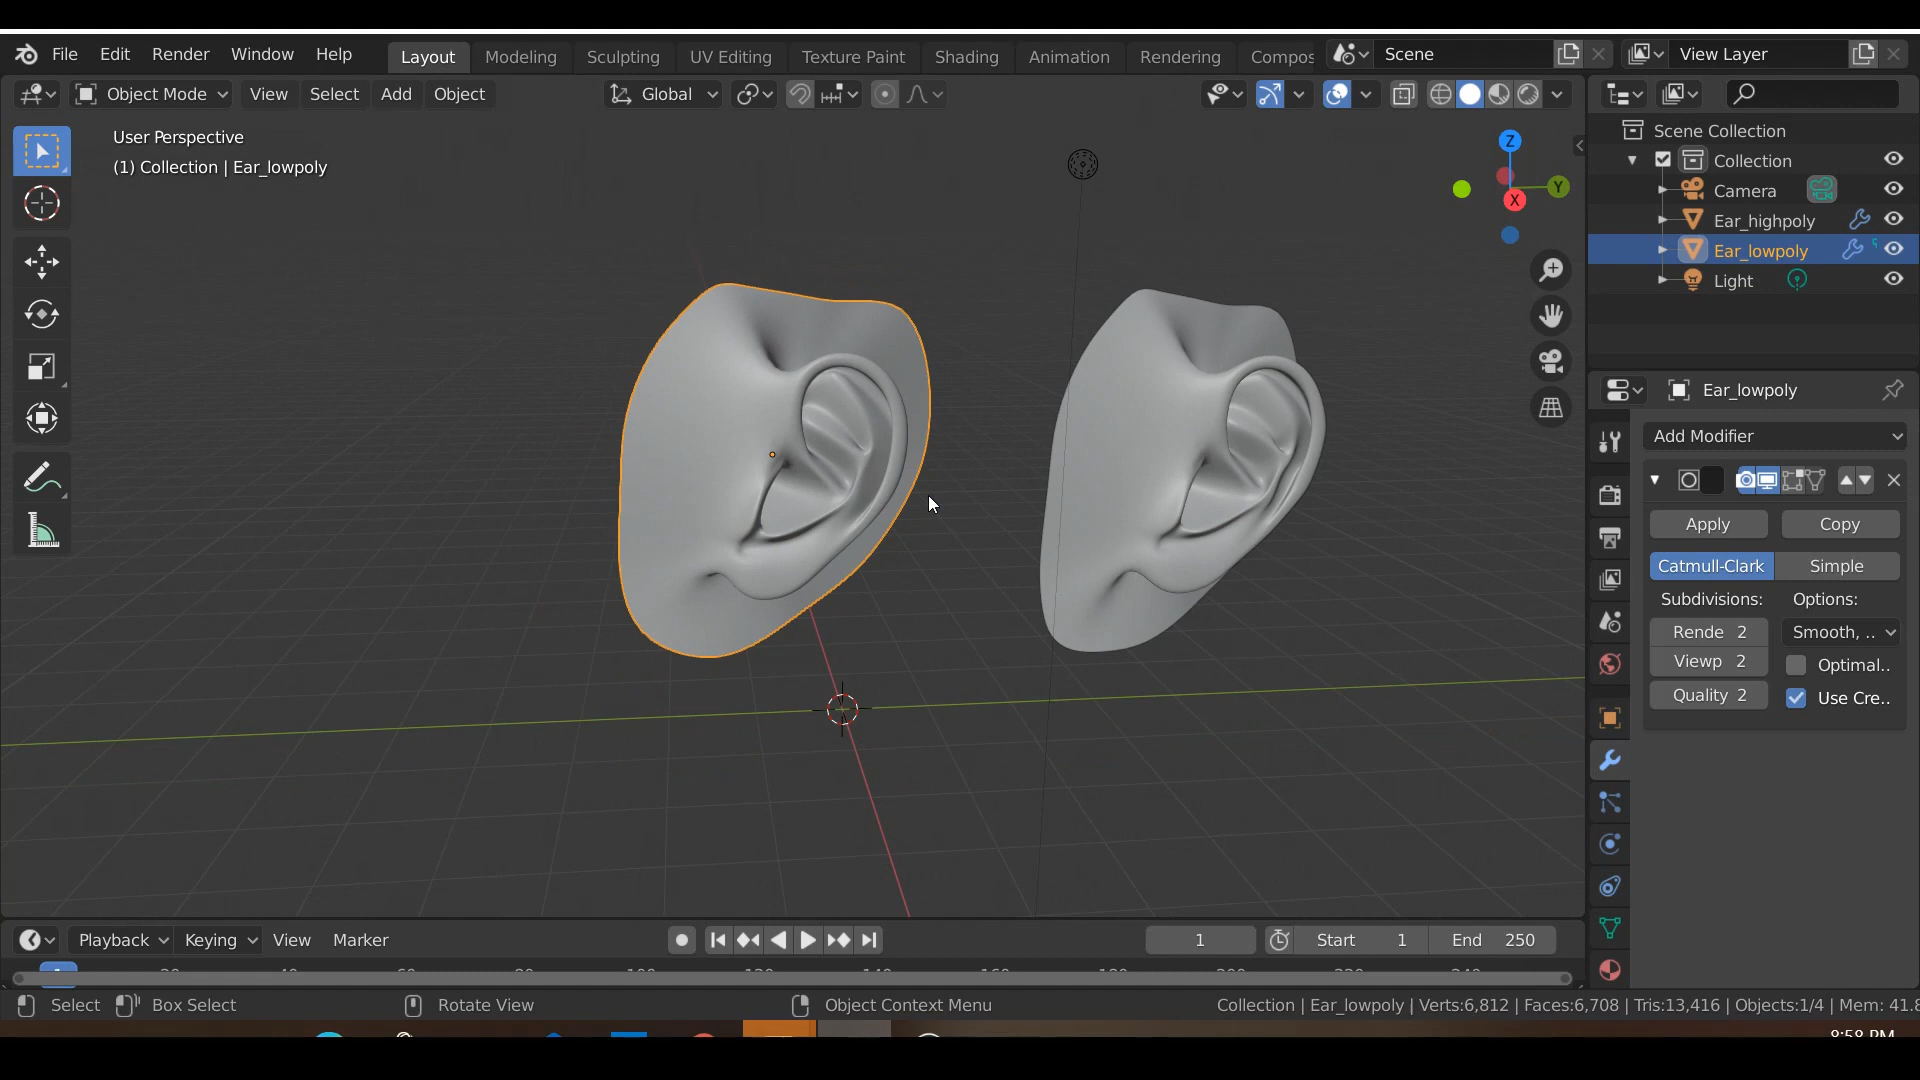 File Edit Render Window Help Layout Modeling Sculpting UV Editing Texture Paint Shading Animation Rendering Compos Scene View Layer
Object Mode View Select Add Object Global
User Perspective
(1) Collection | Ear_lowpoly
Z
Y
X
Scene Collection
Collection
Camera
Ear_highpoly
Ear_lowpoly
Light
Ear_lowpoly
Add Modifier
Apply Copy
Catmull-Clark Simple
Subdivisions: Options:
Rende 2 Smooth, ..
Viewp 2 Optimal..
Quality 2 Use Cre..
Playback Keying View Marker 1 Start 1 End 250
Select Box Select Rotate View Object Context Menu Collection | Ear_lowpoly | Verts:6,812 | Faces:6,708 | Tris:13,416 | Objects:1/4 | Mem: 41.8
8:58 PM